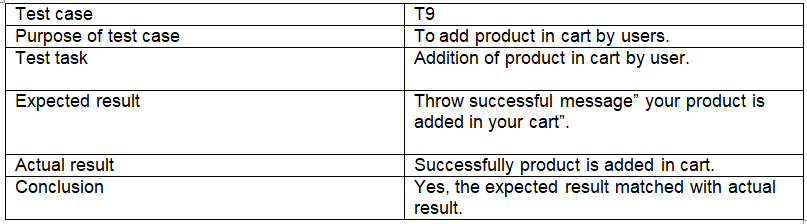 Test case T9
Purpose of test case To add product in cart by users.
Test task Addition of product in cart by user.
Expected result Throw successful message” your product is
added in your cart”.
Actual result Successfully product is added in cart.
Conclusion Yes, the expected result matched with actual
result.